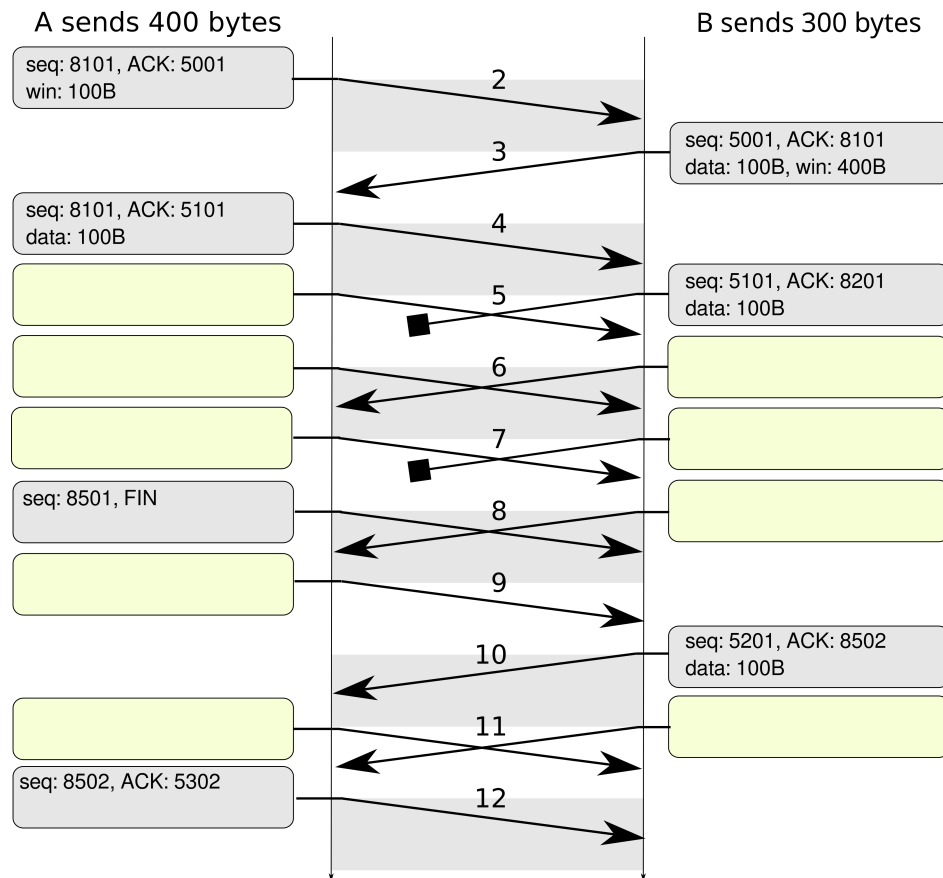 A sends 400 bytes
B sends 300 bytes
seq: 8101, ACK: 5001
win: 100B
2
3
seq: 5001, ACK: 8101
data: 100B, win: 400B
seq: 8101, ACK: 5101
data: 100B
4
5
seq: 5101, ACK: 8201
data: 100B
6
7
seq: 8501, FIN
8
9
10
seq: 5201, ACK: 8502
data: 100B
11
seq: 8502, ACK: 5302
12